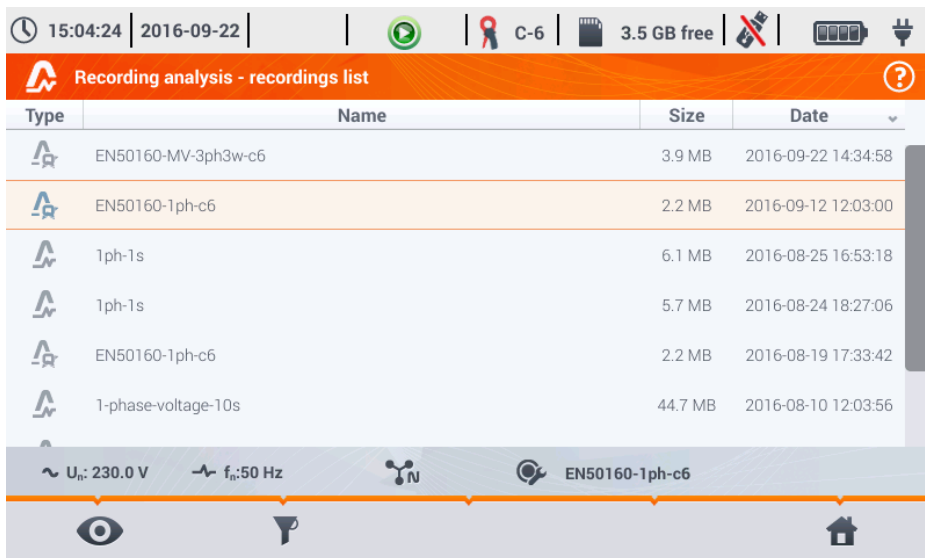 15:04:24 2016-09-22 C-6 3.5 GB free
Recording analysis - recordings list ?
Type Name Size Date
EN50160-MV-3ph3w-c6 3.9 MB 2016-09-22 14:34:58
EN50160-1ph-c6 2.2 MB 2016-09-12 12:03:00
1ph-1s 6.1 MB 2016-08-25 16:53:18
1ph-1s 5.7 MB 2016-08-24 18:27:06
EN50160-1ph-c6 2.2 MB 2016-08-19 17:33:42
1-phase-voltage-10s 44.7 MB 2016-08-10 12:03:56
Un: 230.0 V fn:50 Hz N EN50160-1ph-c6